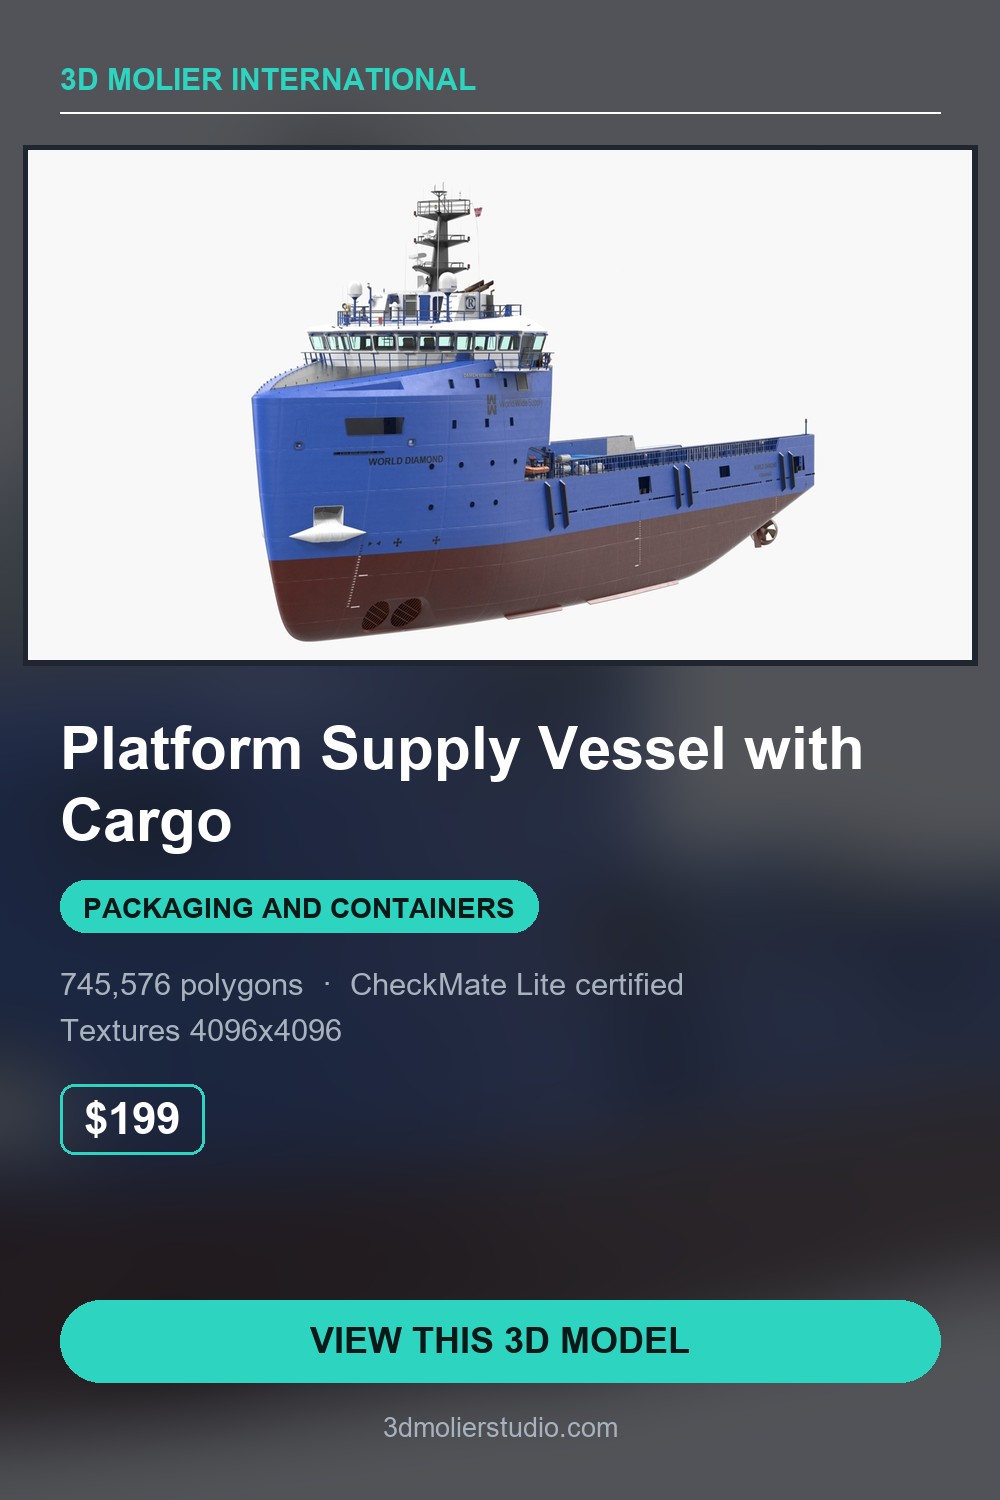 3D MOLIER INTERNATIONAL
WORLD DIAMOND
Platform Supply Vessel with
Cargo
PACKAGING AND CONTAINERS
745,576 polygons · CheckMate Lite certified
Textures 4096x4096
$199
VIEW THIS 3D MODEL
3dmolierstudio.com